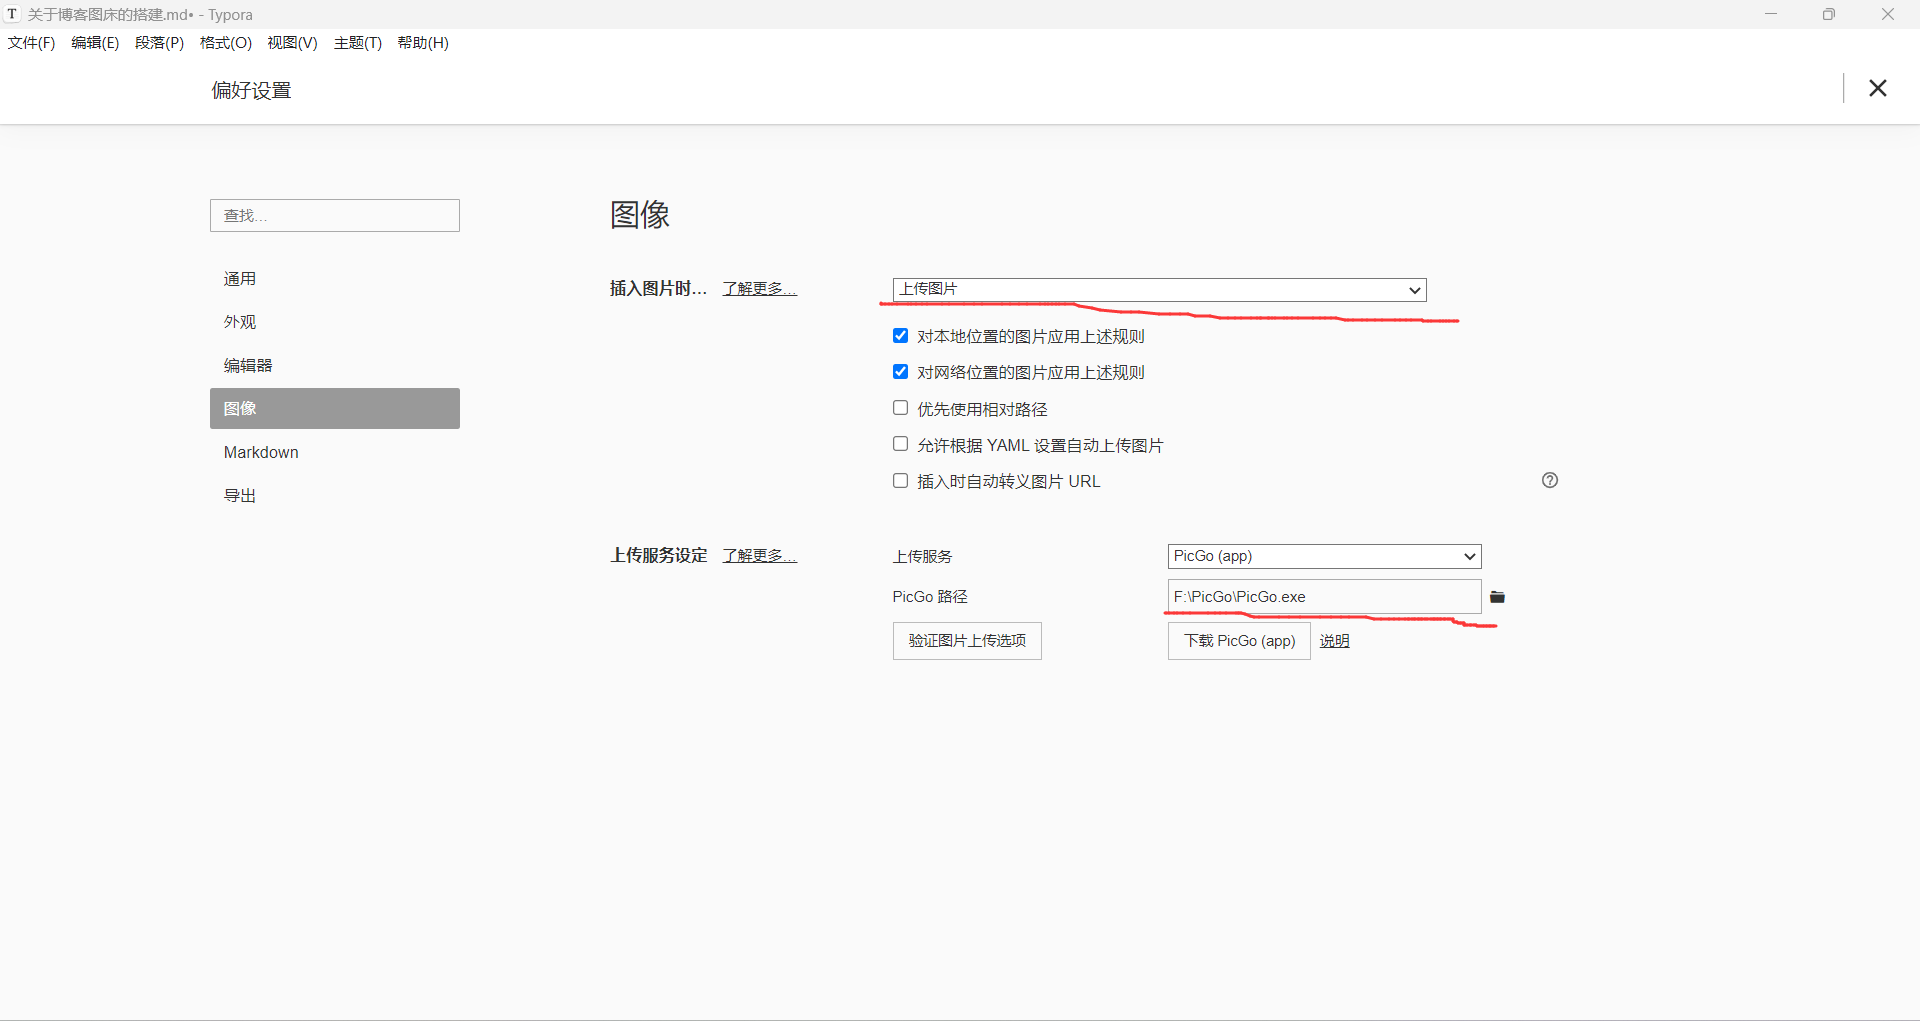 T 关于博客图床的搭建.md• - Typora
文件(F) 编辑(E) 段落(P) 格式(O) 视图(V) 主题(T) 帮助(H)
偏好设置
查找...
通用
外观
编辑器
图像
Markdown
导出
图像
插入图片时... 了解更多... 上传图片
对本地位置的图片应用上述规则
对网络位置的图片应用上述规则
优先使用相对路径
允许根据 YAML 设置自动上传图片
插入时自动转义图片 URL
上传服务设定 了解更多... 上传服务 PicGo (app)
PicGo 路径 F:\PicGo\PicGo.exe
验证图片上传选项 下载 PicGo (app) 说明